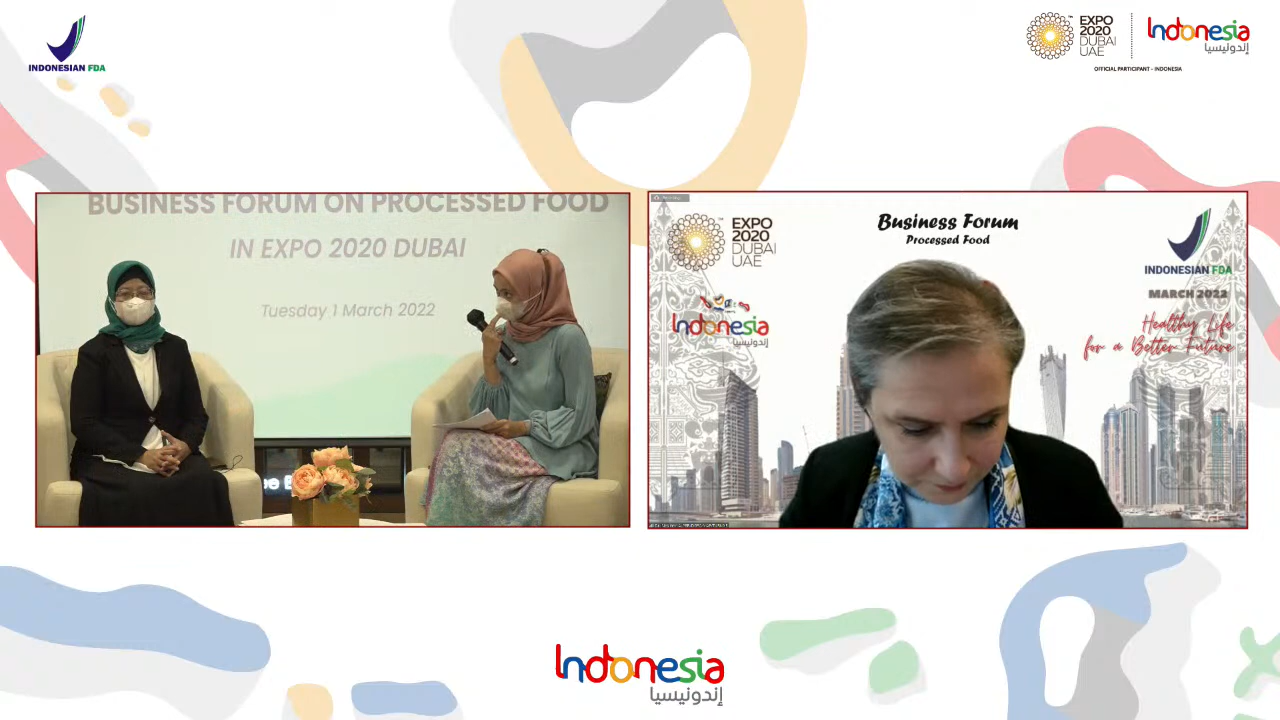 INDONESIAN FDA
EXPO
2020
DUBAI
UAE
Indonesia
إندونيسيا
OFFICIAL PARTICIPANT - INDONESIA
BUSINESS FORUM ON PROCESSED FOOD
IN EXPO 2020 DUBAI
Tuesday 1 March 2022
EXPO
2020
DUBAI
UAE
Business Forum
Processed Food
INDONESIAN FDA
MARCH 2022
Healthy Life
for a Better Future
Indonesia
إندونيسيا
Indonesia
إندونيسيا